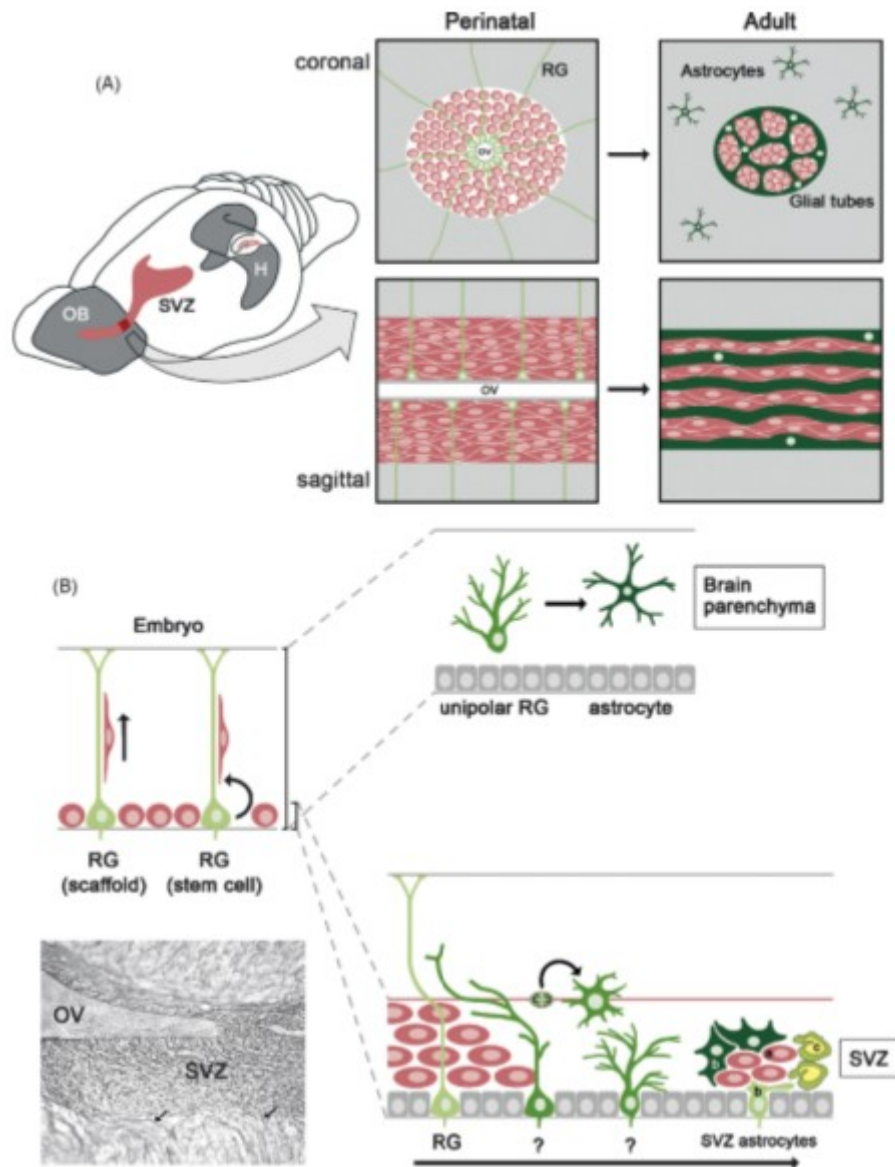 Perinatal
Adult
coronal
(A)
RG
OV
Astrocytes
Glial tubes
OB
SVZ
H
OV
sagittal
(B)
Embryo
Brain
parenchyma
unipolar RG
astrocyte
RG
(scaffold)
RG
(stem cell)
OV
SVZ
b
a
c
b
SVZ
RG
?
?
SVZ astrocytes